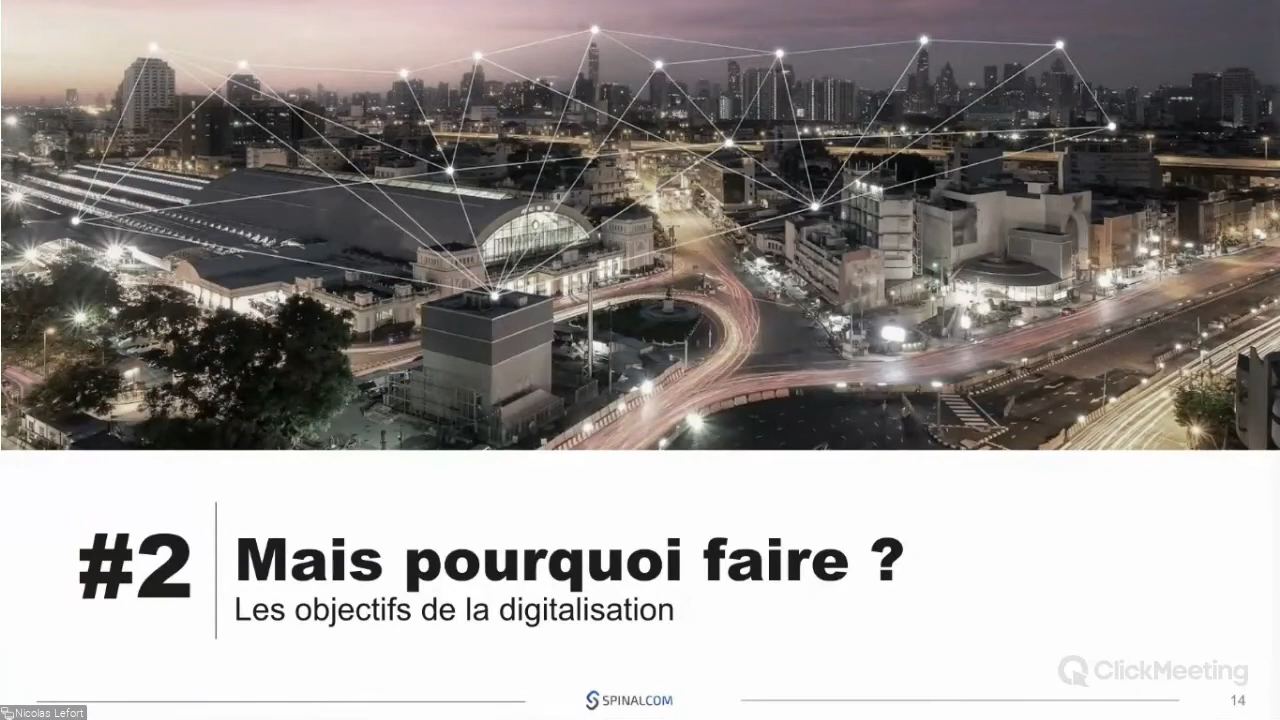 #2
Mais pourquoi faire ?
Les objectifs de la digitalisation
ClickMeeting
SPINALCOM
14
Nicolas Lefort